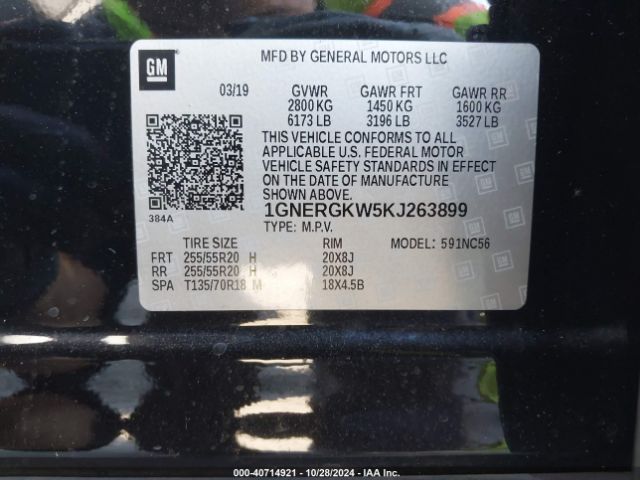 GM
MFD BY GENERAL MOTORS LLC
03/19 GVWR GAWR FRT GAWR RR
2800 KG 1450 KG 1600 KG
6173 LB 3196 LB 3527 LB
THIS VEHICLE CONFORMS TO ALL
APPLICABLE U.S. FEDERAL MOTOR
VEHICLE SAFETY STANDARDS IN EFFECT
ON THE DATE OF MANUFACTURE SHOWN ABOVE.
384A
1GNERGKW5KJ263899
TYPE: M.P.V.
TIRE SIZE RIM MODEL: 591NC56
FRT 255/55R20 H 20X8J
RR 255/55R20 H 20X8J
SPA T135/70R18 M 18X4.5B
000-40714921 - 10/28/2024 - IAA Inc.